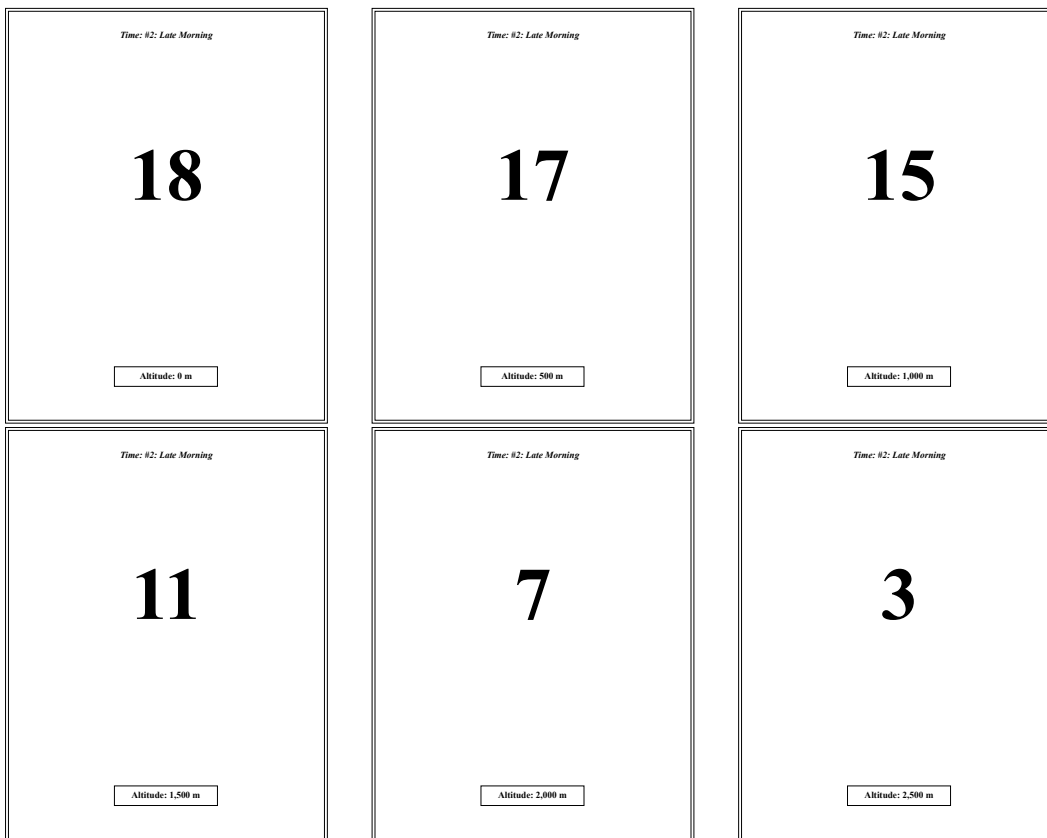 Time: #2: Late Morning
18
Altitude: 0 m
Time: #2: Late Morning
17
Altitude: 500 m
Time: #2: Late Morning
15
Altitude: 1,000 m
Time: #2: Late Morning
11
Altitude: 1,500 m
Time: #2: Late Morning
7
Altitude: 2,000 m
Time: #2: Late Morning
3
Altitude: 2,500 m